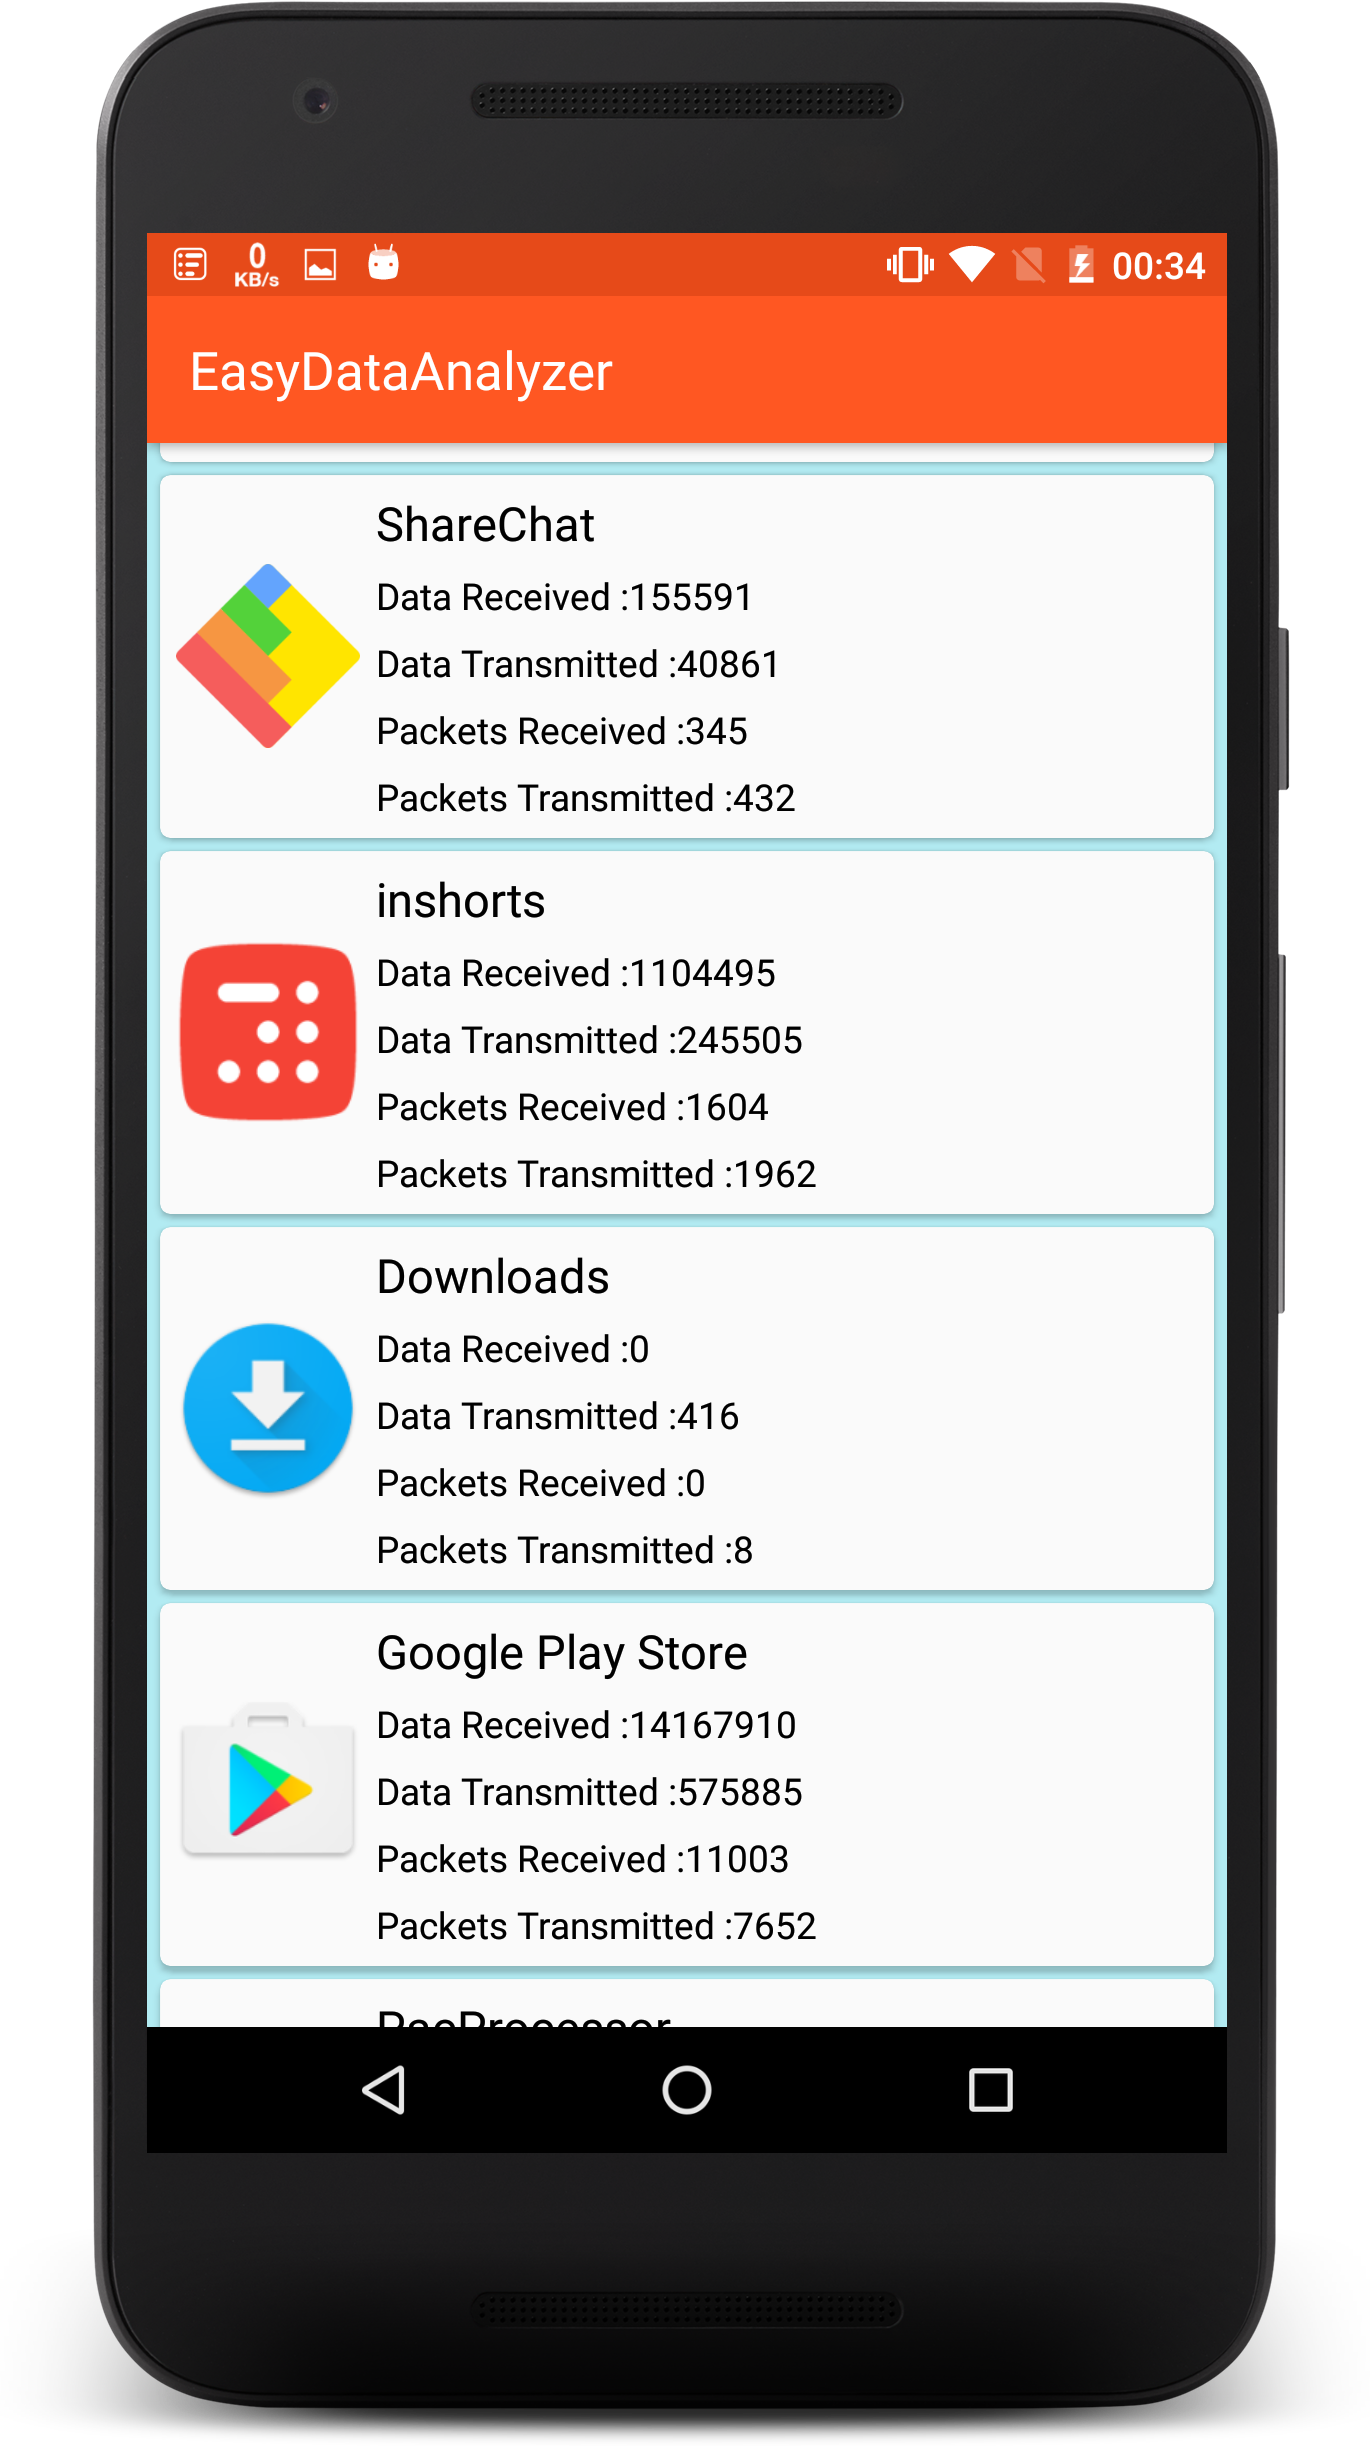 0
KB/s
00:34
EasyDataAnalyzer
ShareChat
Data Received :155591
Data Transmitted :40861
Packets Received :345
Packets Transmitted :432
inshorts
Data Received :1104495
Data Transmitted :245505
Packets Received :1604
Packets Transmitted :1962
Downloads
Data Received :0
Data Transmitted :416
Packets Received :0
Packets Transmitted :8
Google Play Store
Data Received :14167910
Data Transmitted :575885
Packets Received :11003
Packets Transmitted :7652
PacProcessor